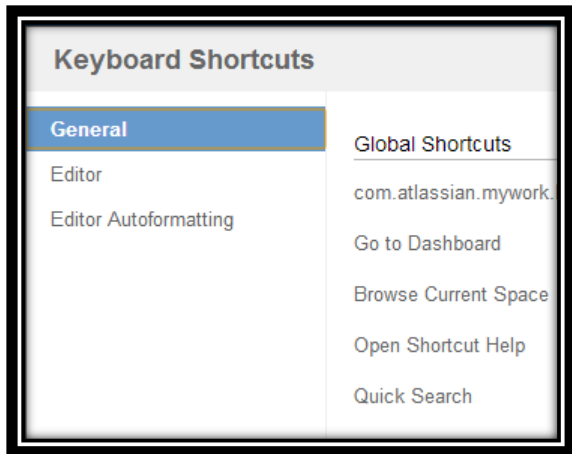 Keyboard Shortcuts
General
Editor
Editor Autoformatting
Global Shortcuts
com.atlassian.mywork.
Go to Dashboard
Browse Current Space
Open Shortcut Help
Quick Search